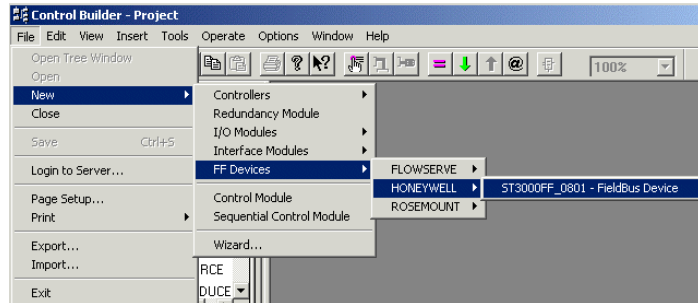 Control Builder - Project
File Edit View Insert Tools Operate Options Window Help
Open Tree Window
Open
New
Close
Save Ctrl+S
Login to Server...
Page Setup...
Print
Export...
Import...
Exit
Controllers
Redundancy Module
I/O Modules
Interface Modules
FF Devices
Control Module
Sequential Control Module
Wizard...
FLOWSERVE
HONEYWELL
ROSEMOUNT
ST3000FF_0801 - FieldBus Device
100%
RCE
DUCE